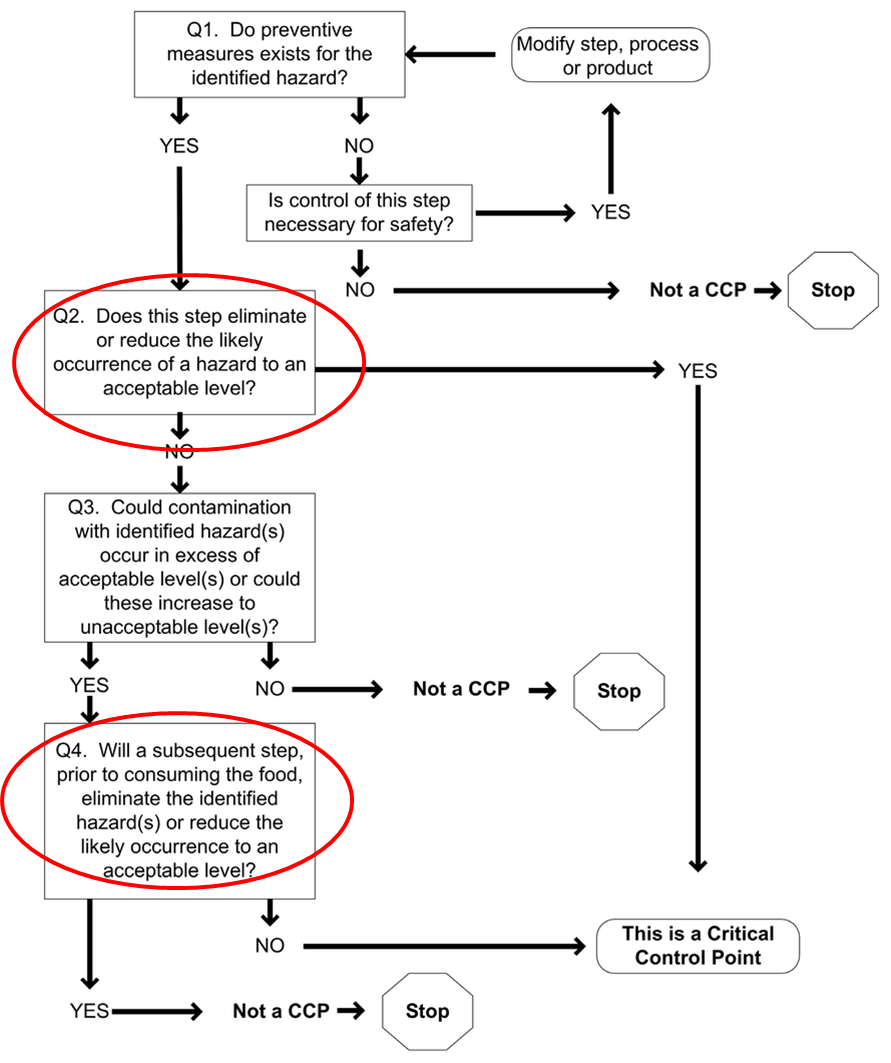 Q1.  Do preventive
measures exists for the
identified hazard?
Modify step, process
or product
YES
NO
Is control of this step
necessary for safety?
YES
NO
Not a CCP
Stop
Q2.  Does this step eliminate
or reduce the likely
occurrence of a hazard to an
acceptable level?
YES
NO
Q3.  Could contamination
with identified hazard(s)
occur in excess of
acceptable level(s) or could
these increase to
unacceptable level(s)?
YES
NO
Not a CCP
Stop
Q4.  Will a subsequent step,
prior to consuming the food,
eliminate the identified
hazard(s) or reduce the
likely occurrence to an
acceptable level?
NO
This is a Critical
Control Point
YES
Not a CCP
Stop